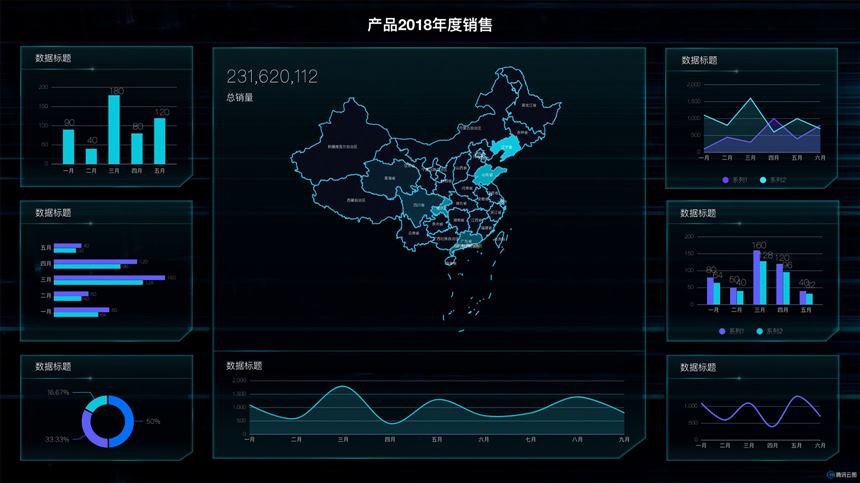 产品2018年度销售
数据标题
200
150
100
50
0
90
40
180
80
120
一月 二月 三月 四月 五月
231,620,112
总销量
黑龙江省
内蒙古自治区
吉林省
辽宁省
新疆维吾尔自治区
青海省
西藏自治区
四川省
云南省
山西省
山东省
河南省
湖北省
湖南省
江西省
浙江省
福建省
贵州省
广东省
数据标题
2,000
1,500
1,000
500
0
一月 二月 三月 四月 五月 六月
系列1 系列2
数据标题
五月
四月 120
三月 160
二月
一月
数据标题
200
150
100
50
0
80 64
50 40
160 128
120 96
40 32
一月 二月 三月 四月 五月
系列1 系列2
数据标题
16.67%
33.33%
50%
数据标题
2,000
1,500
1,000
500
0
一月 二月 三月 四月 五月 六月 七月 八月 九月
数据标题
1,000
500
0
一月 二月 三月 四月 五月 六月
腾讯云图